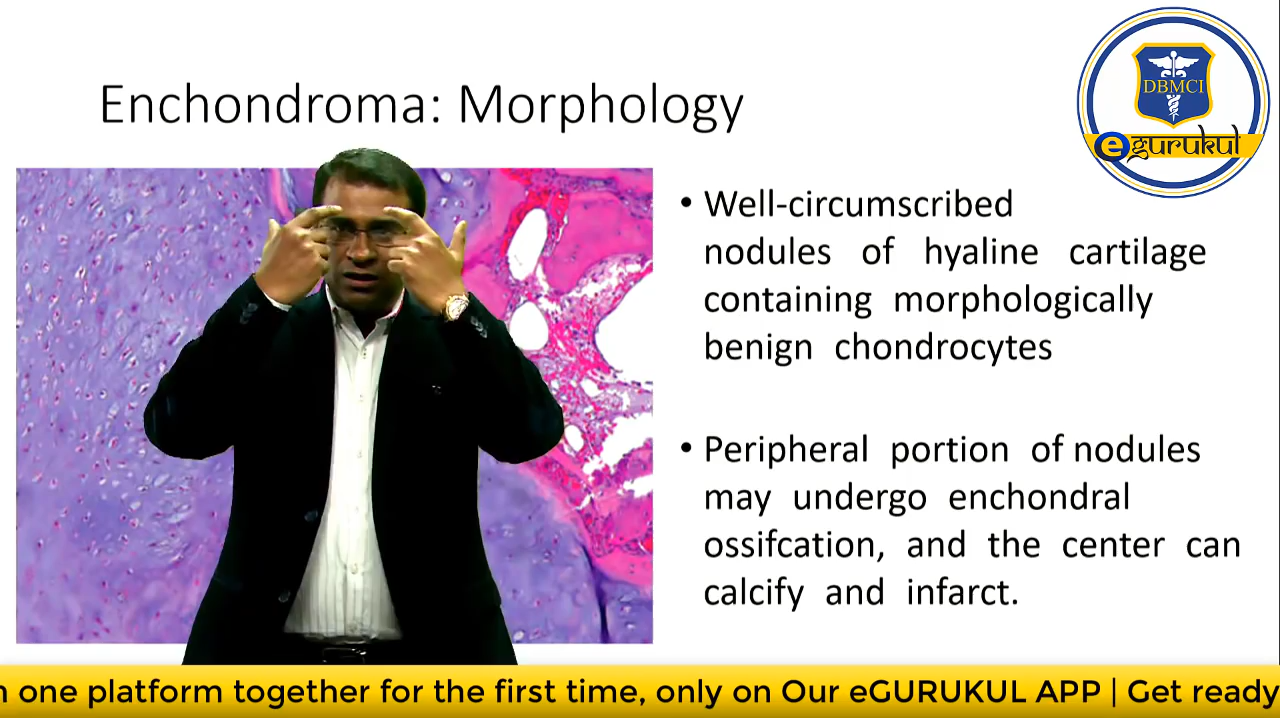 DBMCI
egurukul
Enchondroma: Morphology
• Well-circumscribed
nodules of hyaline cartilage
containing morphologically
benign chondrocytes
• Peripheral portion of nodules
may undergo enchondral
ossifcation, and the center can
calcify and infarct.
n one platform together for the first time, only on Our eGURUKUL APP | Get ready